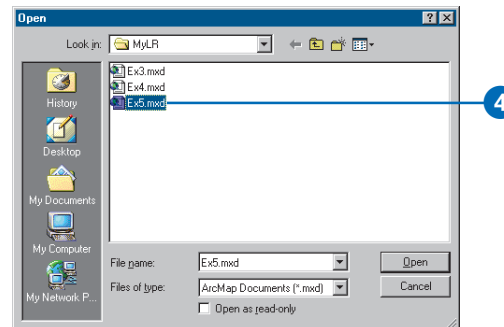 Open
Look in: MyLR
Ex3.mxd
Ex4.mxd
Ex5.mxd
4
History
Desktop
My Documents
My Computer
My Network P...
File name: Ex5.mxd Open
Files of type: ArcMap Documents (*.mxd) Cancel
Open as read-only